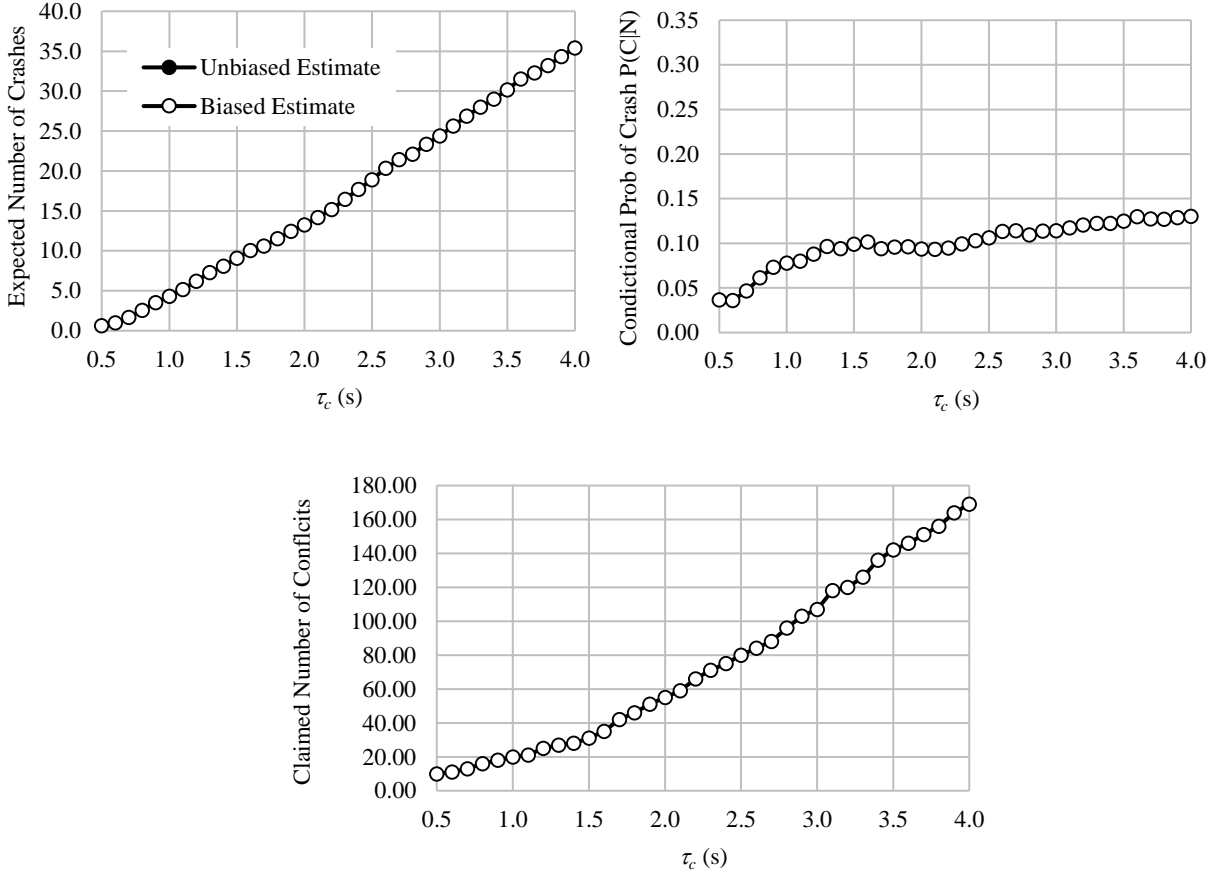 Expected Number of Crashes
40.0
35.0
30.0
25.0
20.0
15.0
10.0
5.0
0.0
Unbiased Estimate
Biased Estimate
0.5 1.0 1.5 2.0 2.5 3.0 3.5 4.0
τc (s)
Condictional Prob of Crash P(C|N)
0.35
0.30
0.25
0.20
0.15
0.10
0.05
0.00
0.5 1.0 1.5 2.0 2.5 3.0 3.5 4.0
τc (s)
Claimed Number of Conflcits
180.00
160.00
140.00
120.00
100.00
80.00
60.00
40.00
20.00
0.00
0.5 1.0 1.5 2.0 2.5 3.0 3.5 4.0
τc (s)